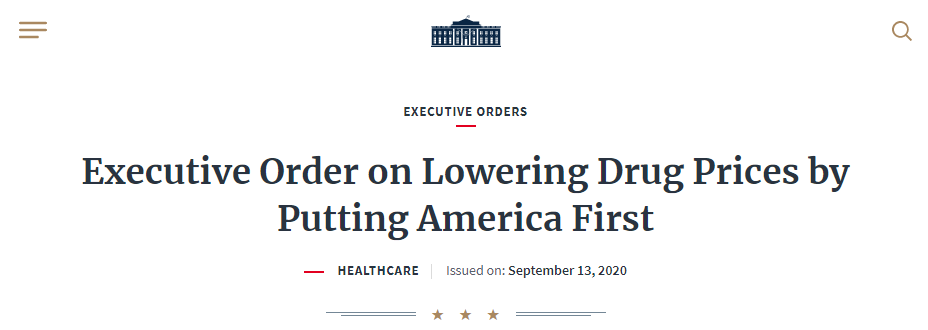 EXECUTIVE ORDERS
Executive Order on Lowering Drug Prices by
Putting America First
HEALTHCARE Issued on: September 13, 2020